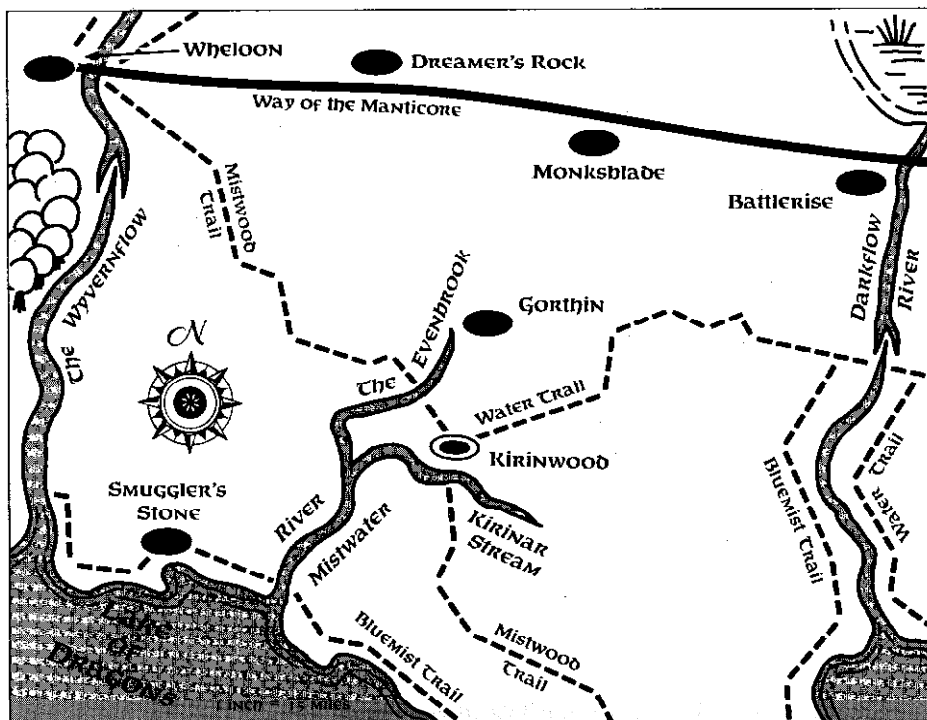 Wheloon
Dreamer's Rock
Way of the Manticore
Monksblade
Battlerise
Mistwood
Trail
The Wyvernflow
Darkflow
River
Gorthin
The Evenbrook
N
Water Trail
Kirinwood
Smuggler's
Stone
River
Mistwater
Kirinar
Stream
Bluemist Trail
Water
Trail
Lake
of
Dragons
Bluemist Trail
Mistwood
Trail
1 inch = 15 miles